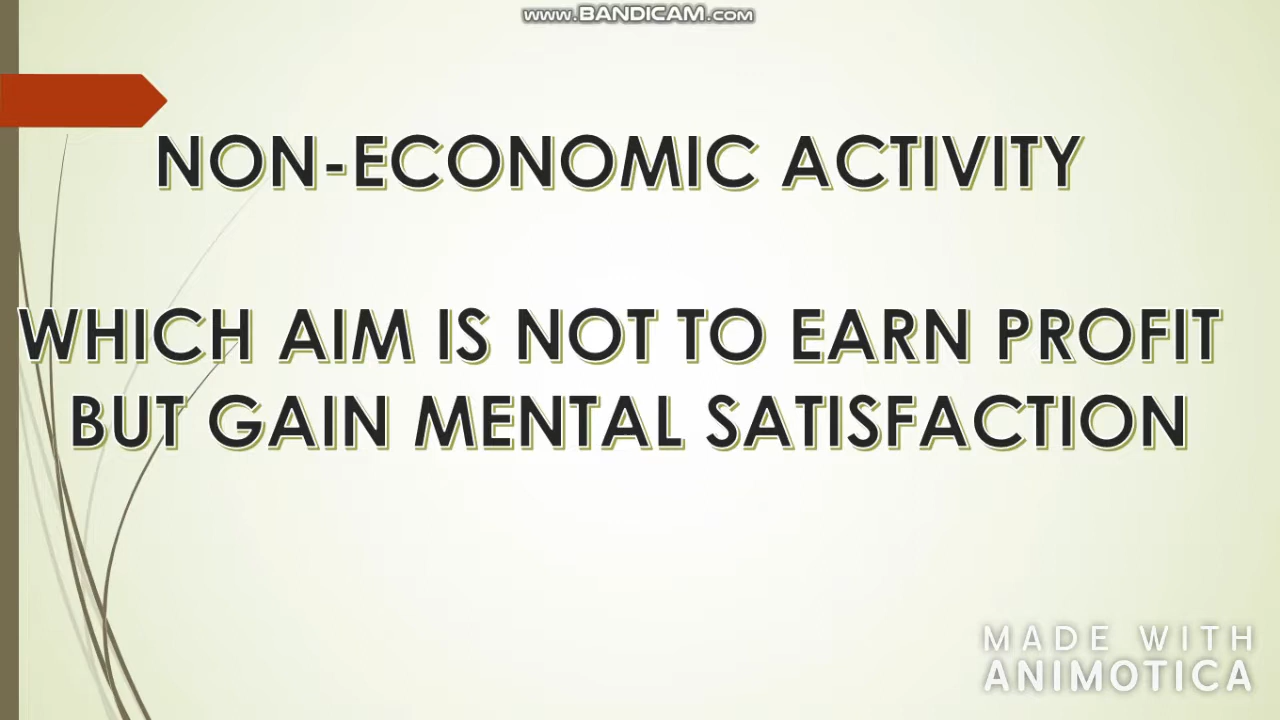 www.BANDICAM.com
NON-ECONOMIC ACTIVITY
WHICH AIM IS NOT TO EARN PROFIT
BUT GAIN MENTAL SATISFACTION
MADE WITH
ANIMOTICA